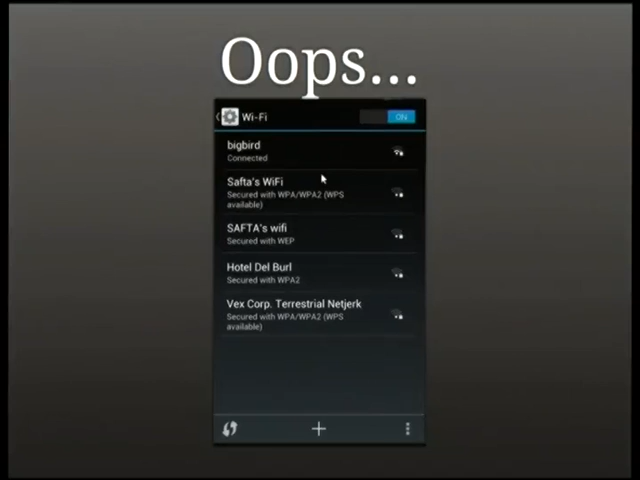 Oops...
Wi-Fi
ON
bigbird
Connected
Safta's WiFi
Secured with WPA/WPA2 (WPS
available)
SAFTA's wifi
Secured with WEP
Hotel Del Burl
Secured with WPA2
Vex Corp. Terrestrial Netjerk
Secured with WPA/WPA2 (WPS
available)